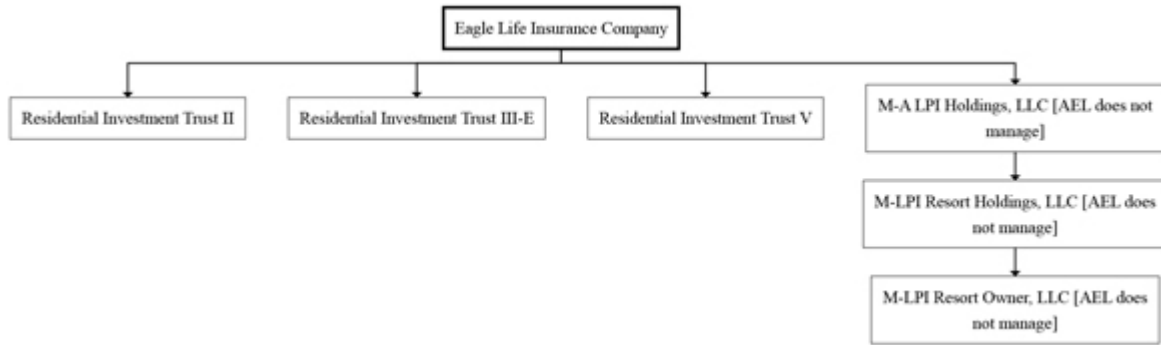 Eagle Life Insurance Company
Residential Investment Trust II
Residential Investment Trust III-E
Residential Investment Trust V
M-A LPI Holdings, LLC [AEL does not
manage]
M-LPI Resort Holdings, LLC [AEL does
not manage]
M-LPI Resort Owner, LLC [AEL does
not manage]